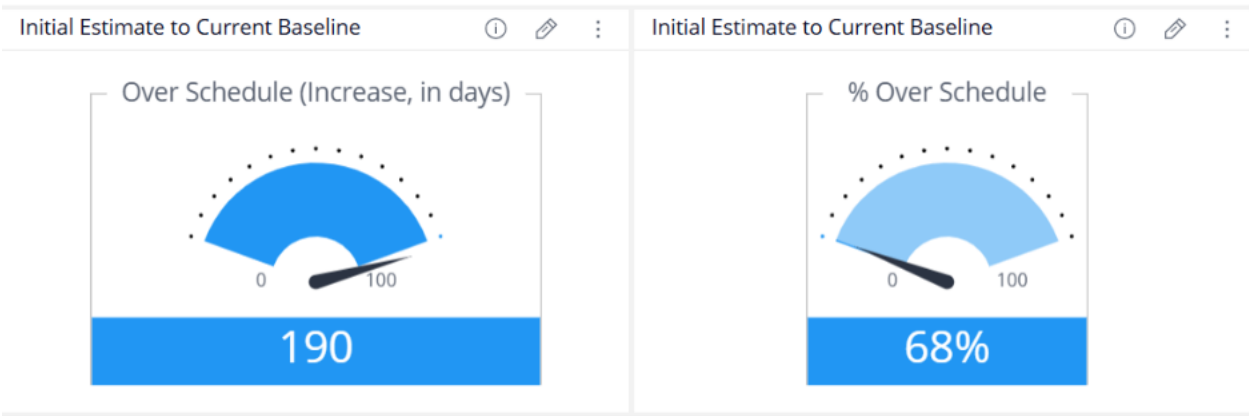 Initial Estimate to Current Baseline
Over Schedule (Increase, in days)
0 100
190
Initial Estimate to Current Baseline
% Over Schedule
0 100
68%